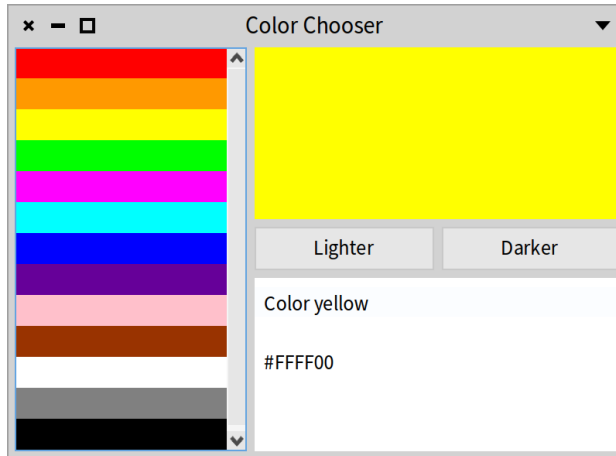 Color Chooser
Lighter
Darker
Color yellow
#FFFF00